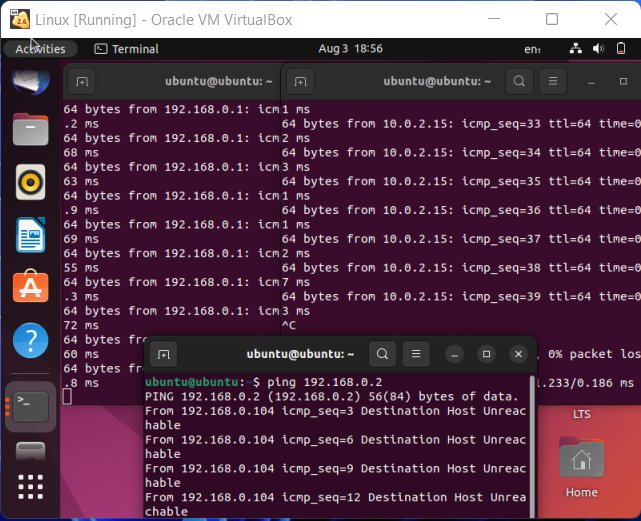 Linux [Running] - Oracle VM VirtualBox
Activities
Terminal
Aug 3 18:56
en₁
ubuntu@ubuntu: ~
64 bytes from 192.168.0.1: icm
.2 ms
64 bytes from 192.168.0.1: icm
68 ms
64 bytes from 192.168.0.1: icm
63 ms
64 bytes from 192.168.0.1: icm
.9 ms
64 bytes from 192.168.0.1: icm
69 ms
64 bytes from 192.168.0.1: icm
55 ms
64 bytes from 192.168.0.1: icm
.3 ms
64 bytes from 192.168.0.1: icm
72 ms
64 bytes
60 ms
64 bytes
.8 ms
ubuntu@ubuntu: ~
1 ms
64 bytes from 10.0.2.15: icmp_seq=33 ttl=64 time=0
2 ms
64 bytes from 10.0.2.15: icmp_seq=34 ttl=64 time=0
3 ms
64 bytes from 10.0.2.15: icmp_seq=35 ttl=64 time=0
1 ms
64 bytes from 10.0.2.15: icmp_seq=36 ttl=64 time=0
1 ms
64 bytes from 10.0.2.15: icmp_seq=37 ttl=64 time=0
2 ms
64 bytes from 10.0.2.15: icmp_seq=38 ttl=64 time=0
7 ms
64 bytes from 10.0.2.15: icmp_seq=39 ttl=64 time=0
3 ms
^C
, 0% packet los
1.233/0.186 ms
ubuntu@ubuntu: ~
ubuntu@ubuntu:~$ ping 192.168.0.2
PING 192.168.0.2 (192.168.0.2) 56(84) bytes of data.
From 192.168.0.104 icmp_seq=3 Destination Host Unreac
hable
From 192.168.0.104 icmp_seq=6 Destination Host Unreac
hable
From 192.168.0.104 icmp_seq=9 Destination Host Unreac
hable
From 192.168.0.104 icmp_seq=12 Destination Host Unrea
chable
LTS
Home